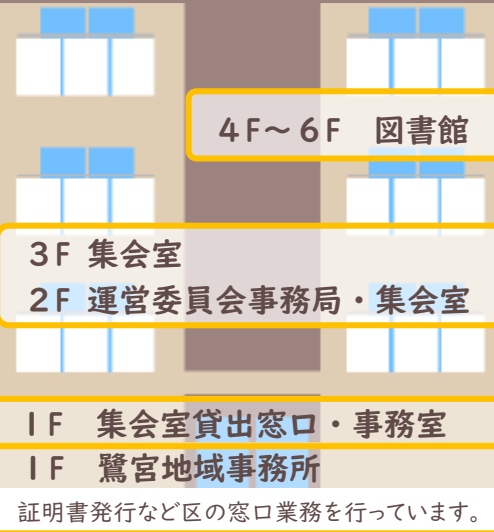 4F～6F 図書館
3F 集会室
2F 運営委員会事務局・集会室
1F 集会室貸出窓口・事務室
1F 鷺宮地域事務所
証明書発行など区の窓口業務を行っています。